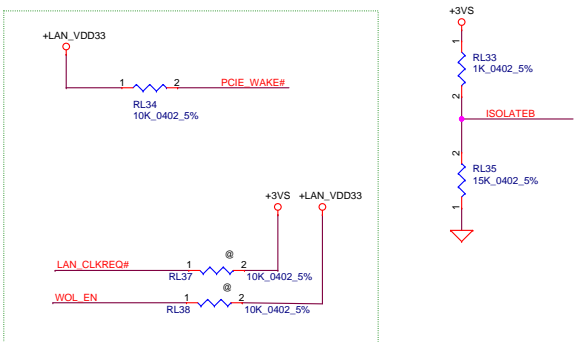 +LAN_VDD33
1 2 PCIE_WAKE#
RL34
10K_0402_5%
+3VS +LAN_VDD33
@
LAN_CLKREQ# 1 2
RL37 10K_0402_5%
@
WOL_EN 1 2
RL38 10K_0402_5%
+3VS
1
RL33
1K_0402_5%
2
ISOLATEB
2
RL35
15K_0402_5%
1